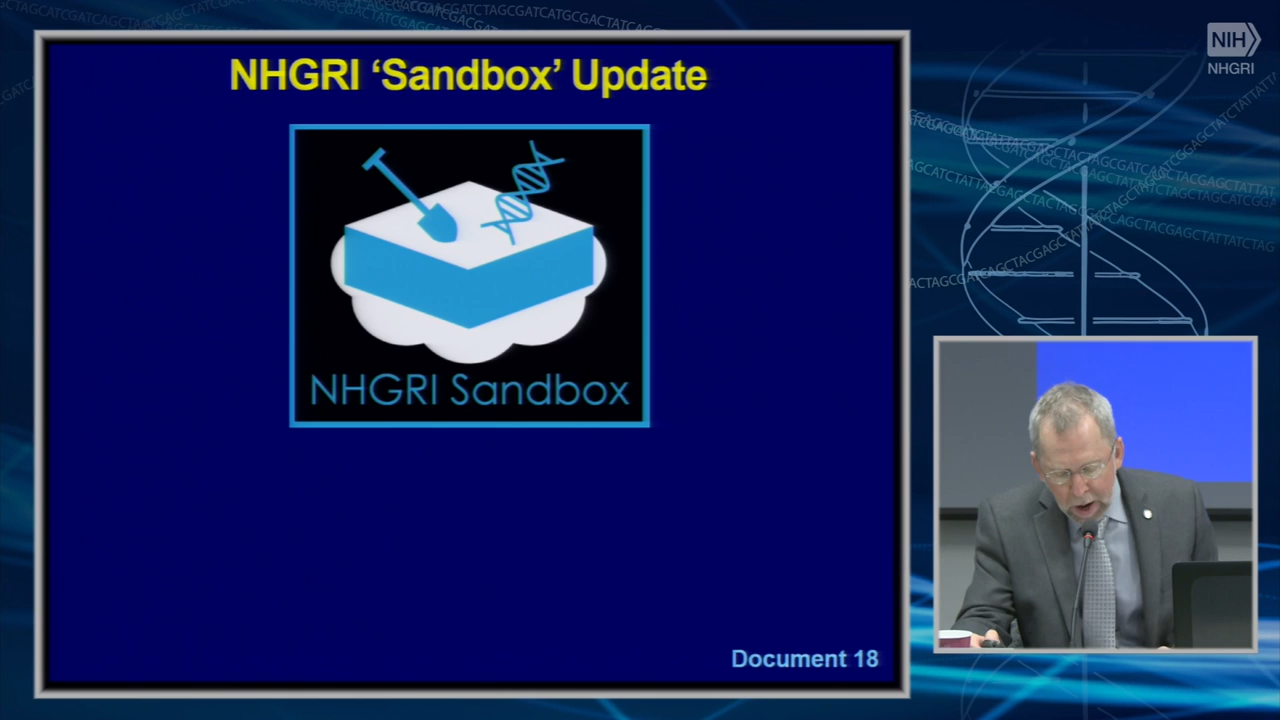 NHGRI ‘Sandbox’ Update
NHGRI Sandbox
Document 18
NIH
NHGRI